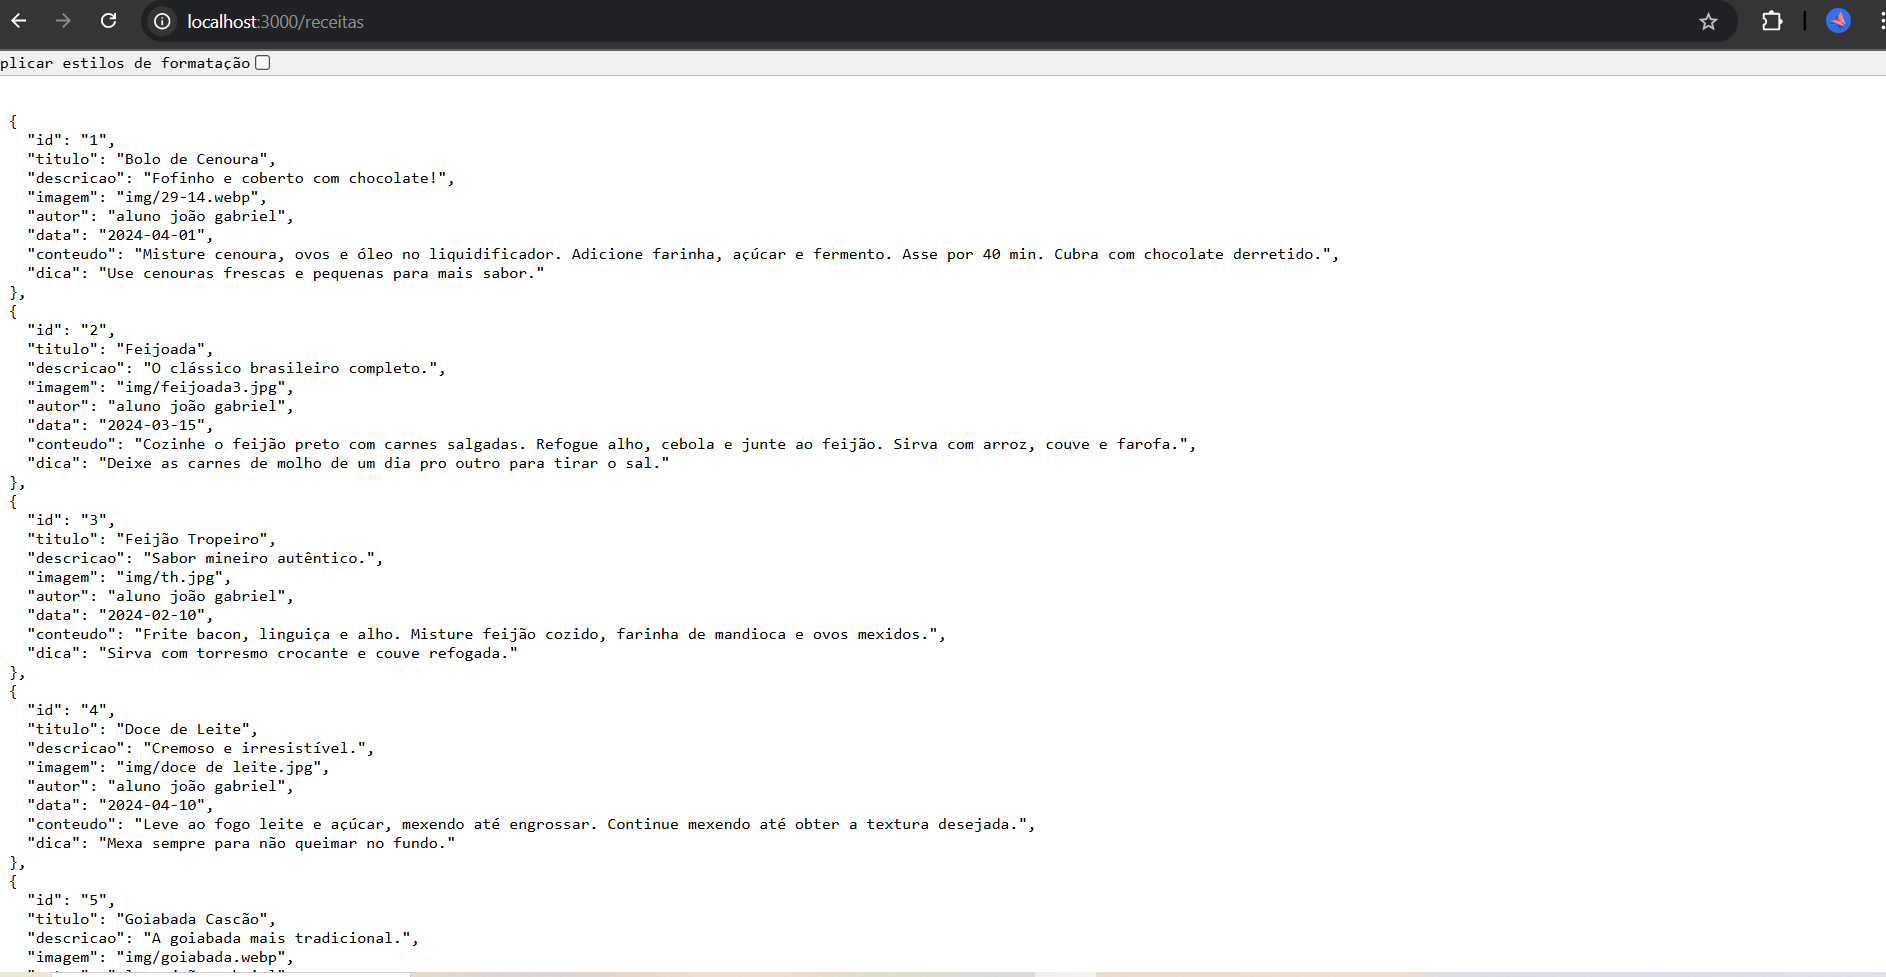 localhost:3000/receitas
plicar estilos de formatação
{
"id": "1",
"titulo": "Bolo de Cenoura",
"descricao": "Fofinho e coberto com chocolate!",
"imagem": "img/29-14.webp",
"autor": "aluno joão gabriel",
"data": "2024-04-01",
"conteudo": "Misture cenoura, ovos e óleo no liquidificador. Adicione farinha, açúcar e fermento. Asse por 40 min. Cubra com chocolate derretido.",
"dica": "Use cenouras frescas e pequenas para mais sabor."
},
{
"id": "2",
"titulo": "Feijoada",
"descricao": "O clássico brasileiro completo.",
"imagem": "img/feijoada3.jpg",
"autor": "aluno joão gabriel",
"data": "2024-03-15",
"conteudo": "Cozinhe o feijão preto com carnes salgadas. Refogue alho, cebola e junte ao feijão. Sirva com arroz, couve e farofa.",
"dica": "Deixe as carnes de molho de um dia pro outro para tirar o sal."
},
{
"id": "3",
"titulo": "Feijão Tropeiro",
"descricao": "Sabor mineiro autêntico.",
"imagem": "img/th.jpg",
"autor": "aluno joão gabriel",
"data": "2024-02-10",
"conteudo": "Frite bacon, linguiça e alho. Misture feijão cozido, farinha de mandioca e ovos mexidos.",
"dica": "Sirva com torresmo crocante e couve refogada."
},
{
"id": "4",
"titulo": "Doce de Leite",
"descricao": "Cremoso e irresistível.",
"imagem": "img/doce de leite.jpg",
"autor": "aluno joão gabriel",
"data": "2024-04-10",
"conteudo": "Leve ao fogo leite e açúcar, mexendo até engrossar. Continue mexendo até obter a textura desejada.",
"dica": "Mexa sempre para não queimar no fundo."
},
{
"id": "5",
"titulo": "Goiabada Cascão",
"descricao": "A goiabada mais tradicional.",
"imagem": "img/goiabada.webp",